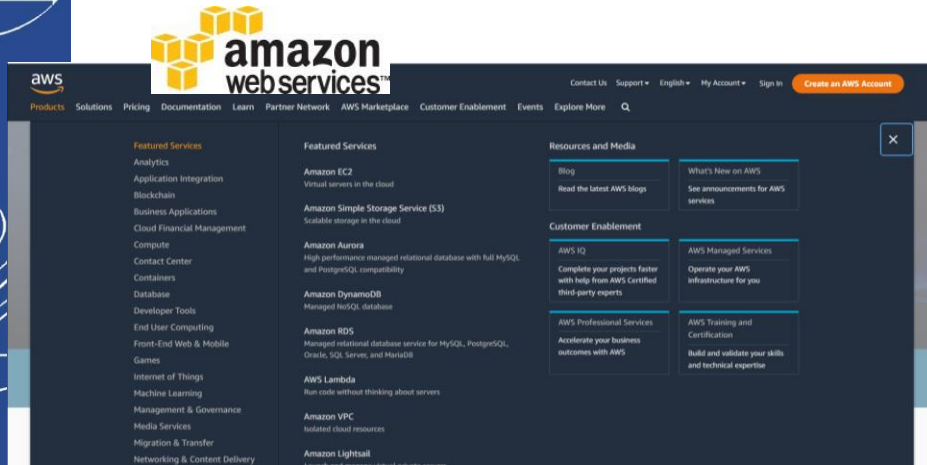 amazon
web services™
aws
Contact Us Support English My Account Sign In Create an AWS Account
Products Solutions Pricing Documentation Learn Partner Network AWS Marketplace Customer Enablement Events Explore More
Featured Services
Analytics
Application Integration
Blockchain
Business Applications
Cloud Financial Management
Compute
Contact Center
Containers
Database
Developer Tools
End User Computing
Front-End Web & Mobile
Games
Internet of Things
Machine Learning
Management & Governance
Media Services
Migration & Transfer
Networking & Content Delivery
Featured Services
Amazon EC2
Virtual servers in the cloud
Amazon Simple Storage Service (S3)
Scalable storage in the cloud
Amazon Aurora
High performance managed relational database with full MySQL
and PostgreSQL compatibility
Amazon DynamoDB
Managed NoSQL database
Amazon RDS
Managed relational database service for MySQL, PostgreSQL,
Oracle, SQL Server, and MariaDB
AWS Lambda
Run code without thinking about servers
Amazon VPC
Isolated cloud resources
Amazon Lightsail
Resources and Media
Blog
Read the latest AWS blogs
What's New on AWS
See announcements for AWS
services
Customer Enablement
AWS IQ
Complete your projects faster
with help from AWS Certified
third-party experts
AWS Managed Services
Operate your AWS
infrastructure for you
AWS Professional Services
Accelerate your business
outcomes with AWS
AWS Training and
Certification
Build and validate your skills
and technical expertise